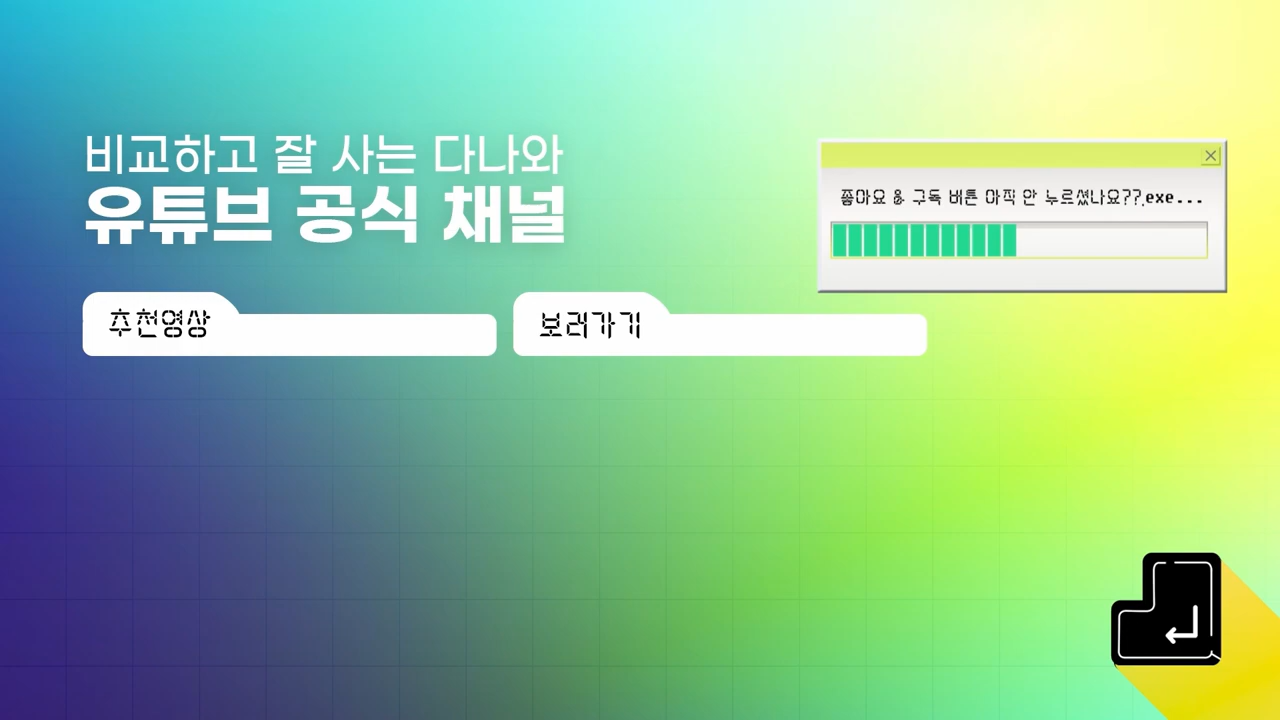 비교하고 잘 사는 다나와
유튜브 공식 채널
좋아요 & 구독 버튼 아직 안 누르셨나요??.exe...
추천영상
보러가기